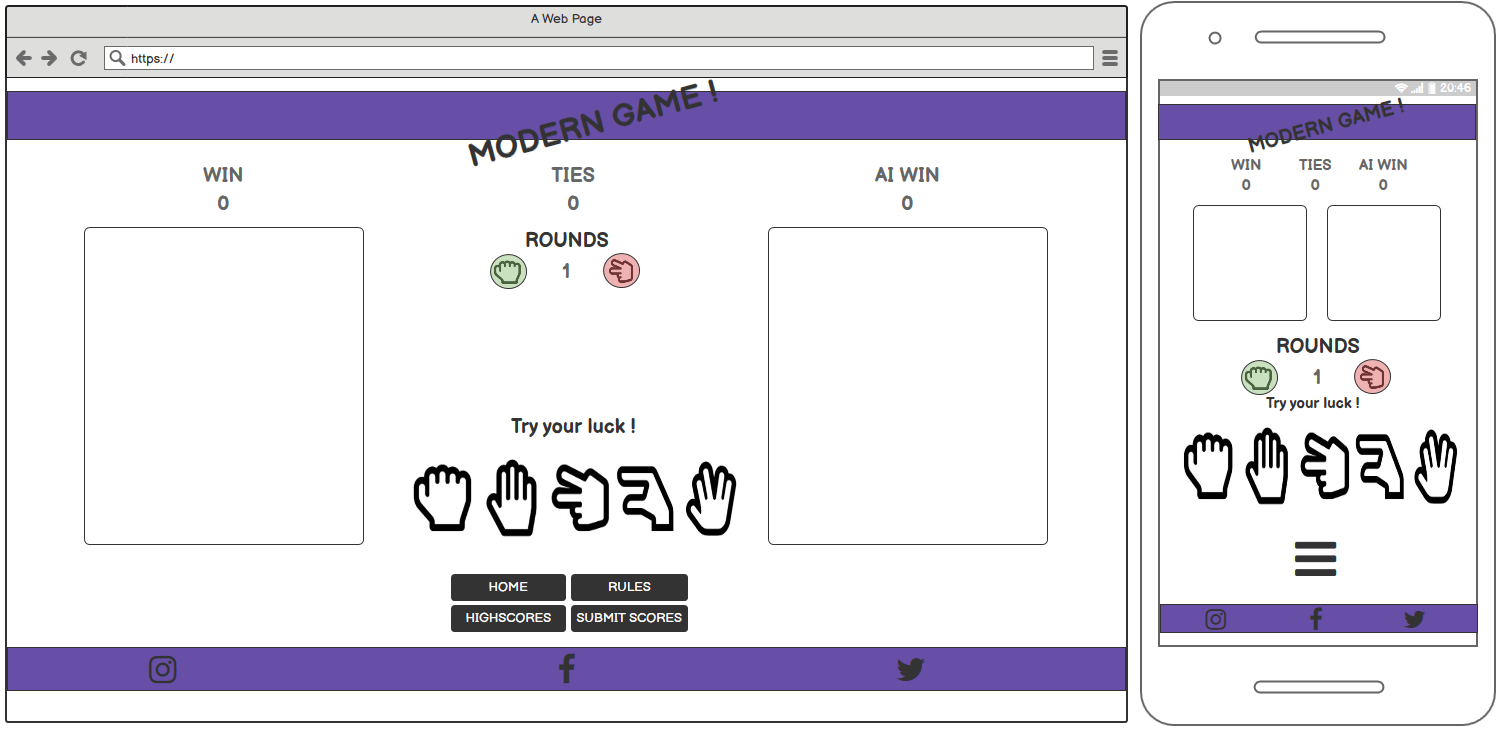 A Web Page
https://
MODERN GAME !
WIN TIES AI WIN
0 0 0
ROUNDS
1
Try your luck !
HOME RULES
HIGHSCORES SUBMIT SCORES
20:46
MODERN GAME !
WIN TIES AI WIN
0 0 0
ROUNDS
1
Try your luck !